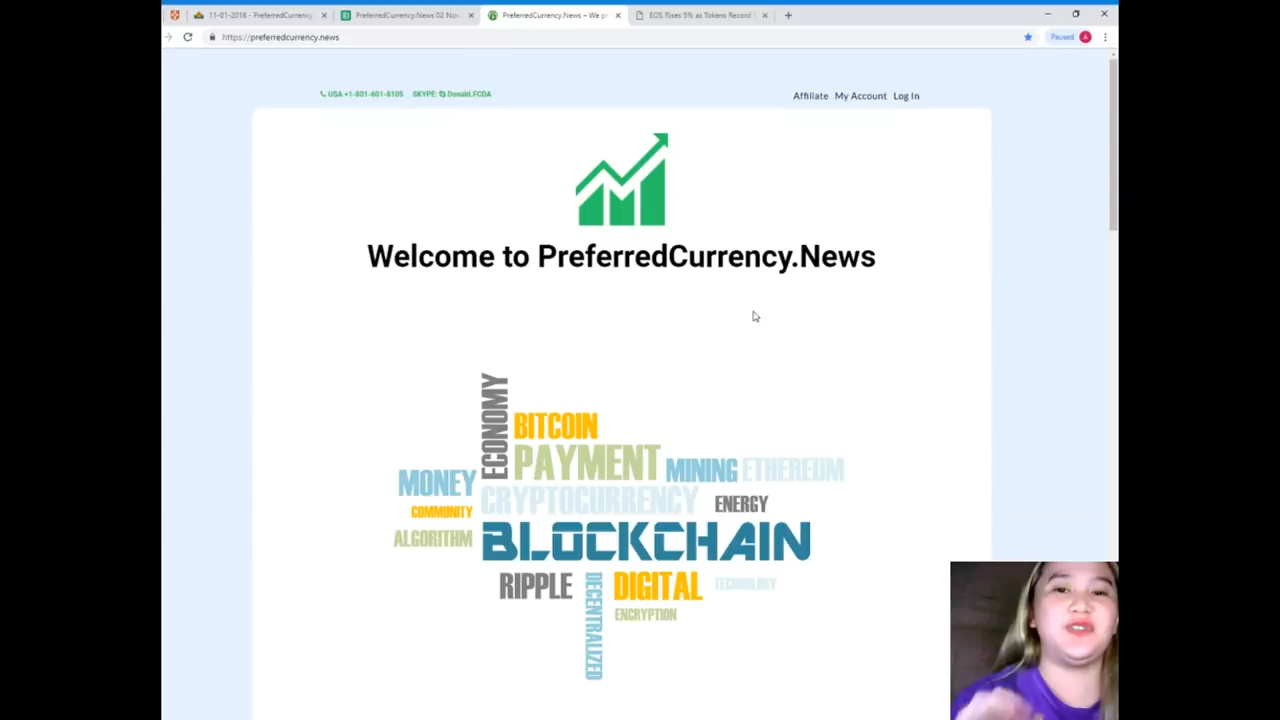 11-01-2018 - PreferredCurrency
PreferredCurrency.News 02 Nov
PreferredCurrency.News – We pr
EOS Rises 5% as Tokens Record
https://preferredcurrency.news
Paused
A
USA +1-801-601-8105 SKYPE: Donald.FCDA
Affiliate My Account Log In
Welcome to PreferredCurrency.News
ECONOMY
BITCOIN
PAYMENT
MONEY
MINING
ETHEREUM
CRYPTOCURRENCY
ENERGY
COMMUNITY
ALGORITHM
BLOCKCHAIN
RIPPLE
DECENTRALIZED
DIGITAL
TECHNOLOGY
ENCRYPTION